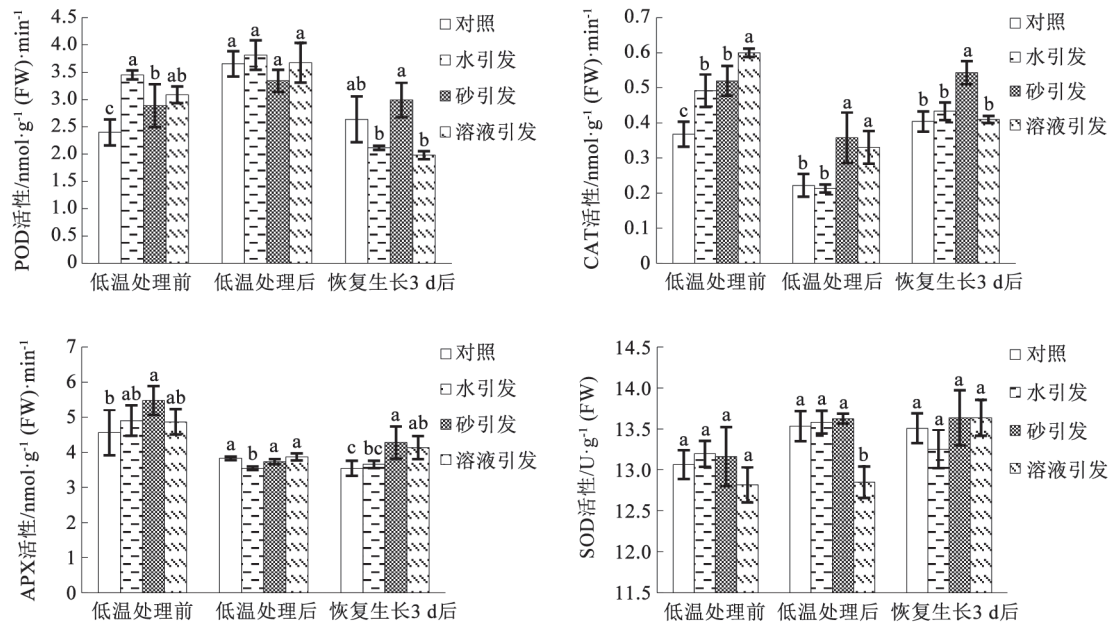 POD活性/nmol·g⁻¹ (FW)·min⁻¹
4.5
4.0
3.5
3.0
2.5
2.0
1.5
1.0
0.5
0
c a b ab
a a a a
ab b a b
低温处理前 低温处理后 恢复生长3 d后
对照
水引发
砂引发
溶液引发
CAT活性/nmol·g⁻¹ (FW)·min⁻¹
0.7
0.6
0.5
0.4
0.3
0.2
0.1
0
c b b a
b b a a
b b a b
低温处理前 低温处理后 恢复生长3 d后
对照
水引发
砂引发
溶液引发
APX活性/nmol·g⁻¹ (FW)·min⁻¹
7
6
5
4
3
2
1
0
b ab a ab
a b a a
c bc a ab
低温处理前 低温处理后 恢复生长3 d后
对照
水引发
砂引发
溶液引发
SOD活性/U·g⁻¹ (FW)
14.5
14.0
13.5
13.0
12.5
12.0
11.5
a a a a
a a a b
a a a a
低温处理前 低温处理后 恢复生长3 d后
对照
水引发
砂引发
溶液引发